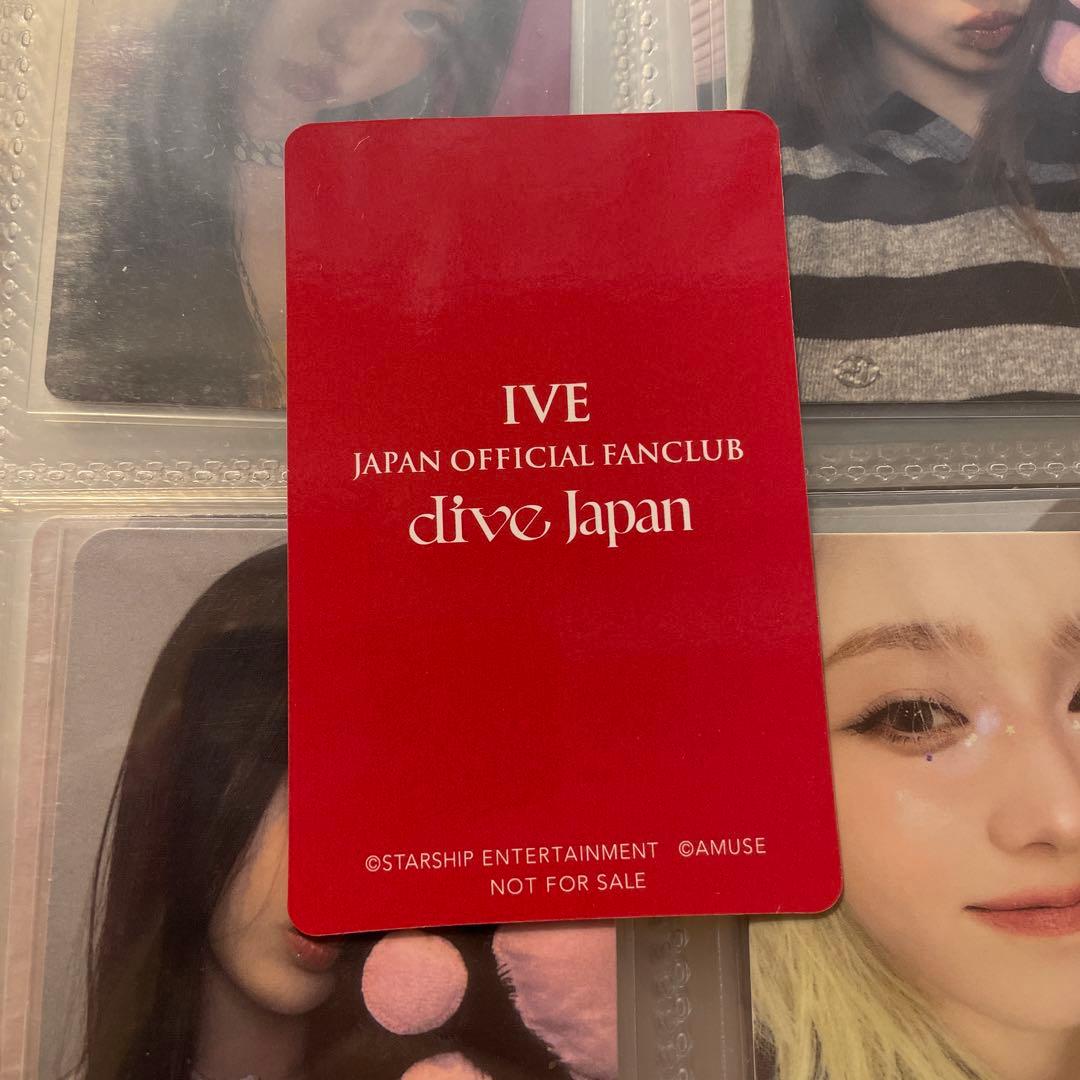 IVE
JAPAN OFFICIAL FANCLUB
dive Japan
©STARSHIP ENTERTAINMENT ©AMUSE
NOT FOR SALE